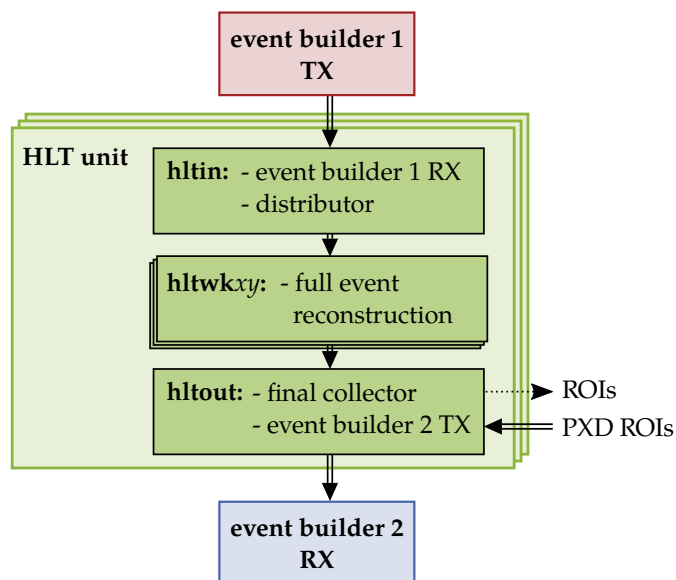 event builder 1
TX
HLT unit
hltin: - event builder 1 RX
- distributor
hltwkxy: - full event
reconstruction
hltout: - final collector
- event builder 2 TX
ROIs
PXD ROIs
event builder 2
RX